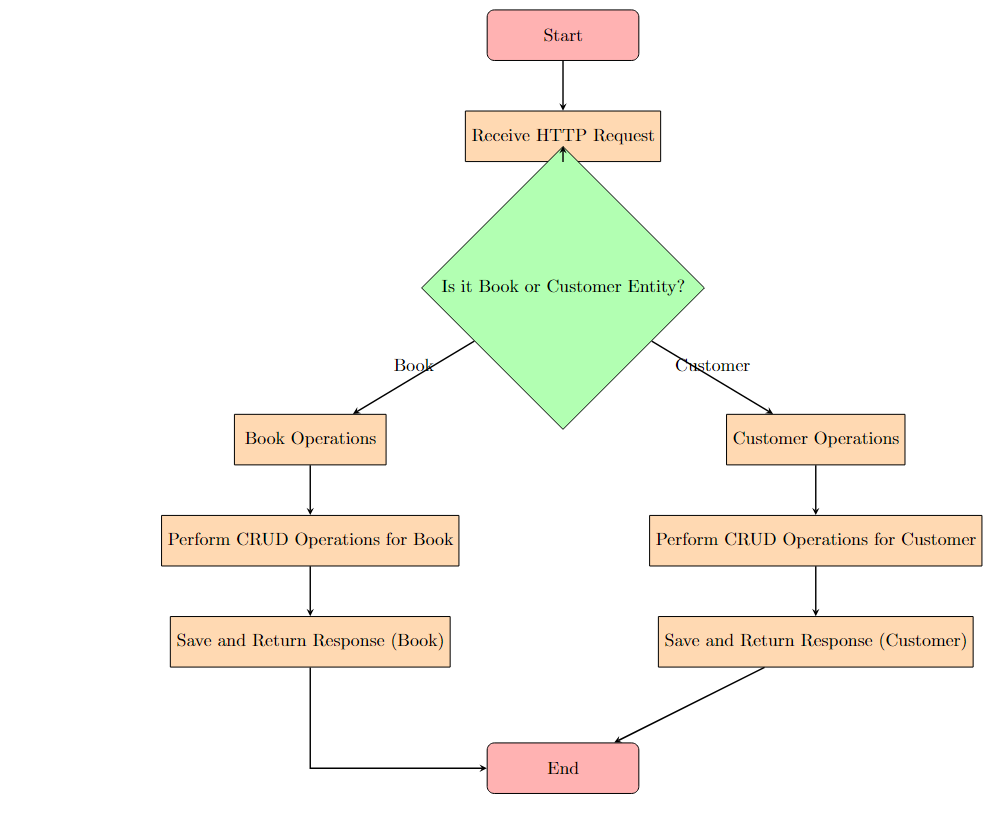 Start
Receive HTTP Request
Is it Book or Customer Entity?
Book
Customer
Book Operations
Customer Operations
Perform CRUD Operations for Book
Perform CRUD Operations for Customer
Save and Return Response (Book)
Save and Return Response (Customer)
End